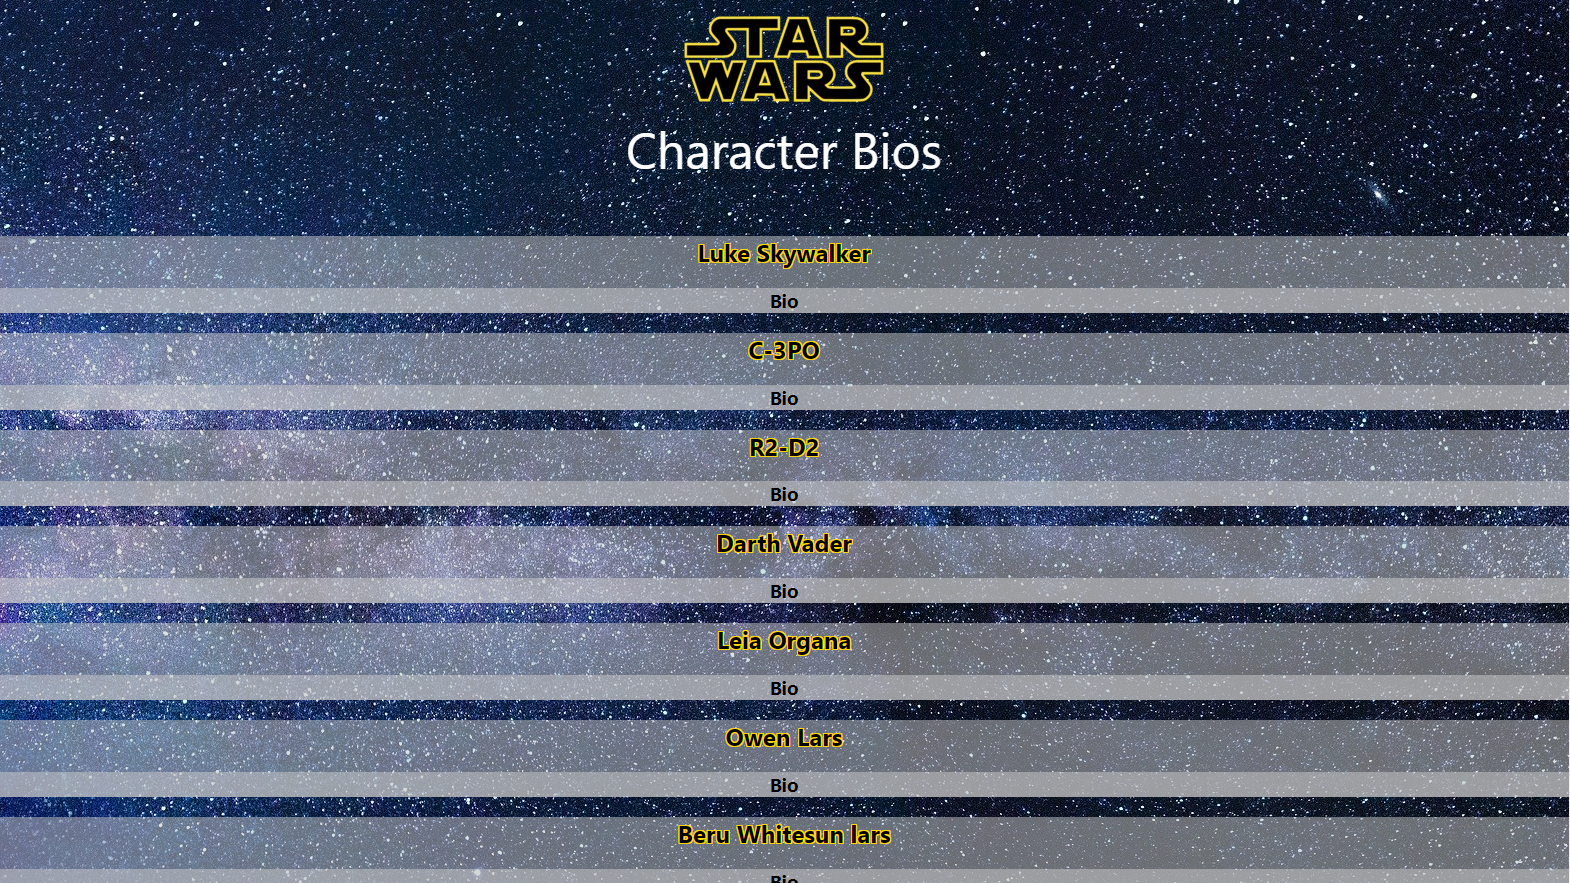 STAR
WARS
Character Bios
Luke Skywalker
Bio
C-3PO
Bio
R2-D2
Bio
Darth Vader
Bio
Leia Organa
Bio
Owen Lars
Bio
Beru Whitesun lars
Bio